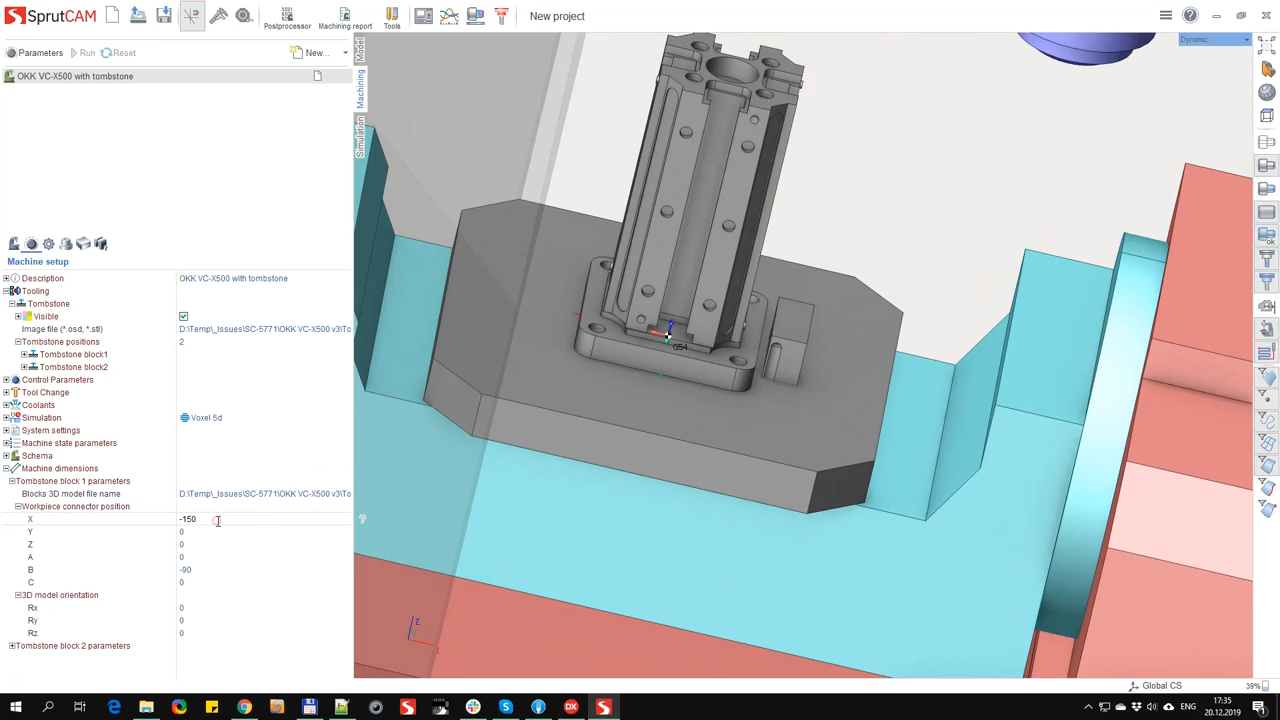 SprutCAM
Postprocessor
Machining report
Tools
New project
Parameters
Run
Reset
New...
Dynamic
OKK VC-X500 with tombstone
Model
Machining
Simulation
Machine setup
Description
OKK VC-X500 with tombstone
Tooling
Tombstone
Visible
Image file (*.osd, *.stl)
D:\Temp\_Issues\SC-5771\OKK VC-X500 v3\To
Tombstone positions
2
Tombstone block1
Tombstone block2
Control Parameters
Tool Change
Coolants
Simulation
Voxel 5d
System settings
Machine state parameters
Schema
Machine dimensions
Tombstone block 1 parameters
Blocks 3D model file name
D:\Temp\_Issues\SC-5771\OKK VC-X500 v3\To
Workpiece connector position
X
-150
Y
0
Z
0
A
0
B
-90
C
0
3D model orientation
Rx
0
Ry
0
Rz
0
Tombstone block 2 parameters
?
G54
Z
X
ok
Global CS
39%
ENG
17:35
20.12.2019